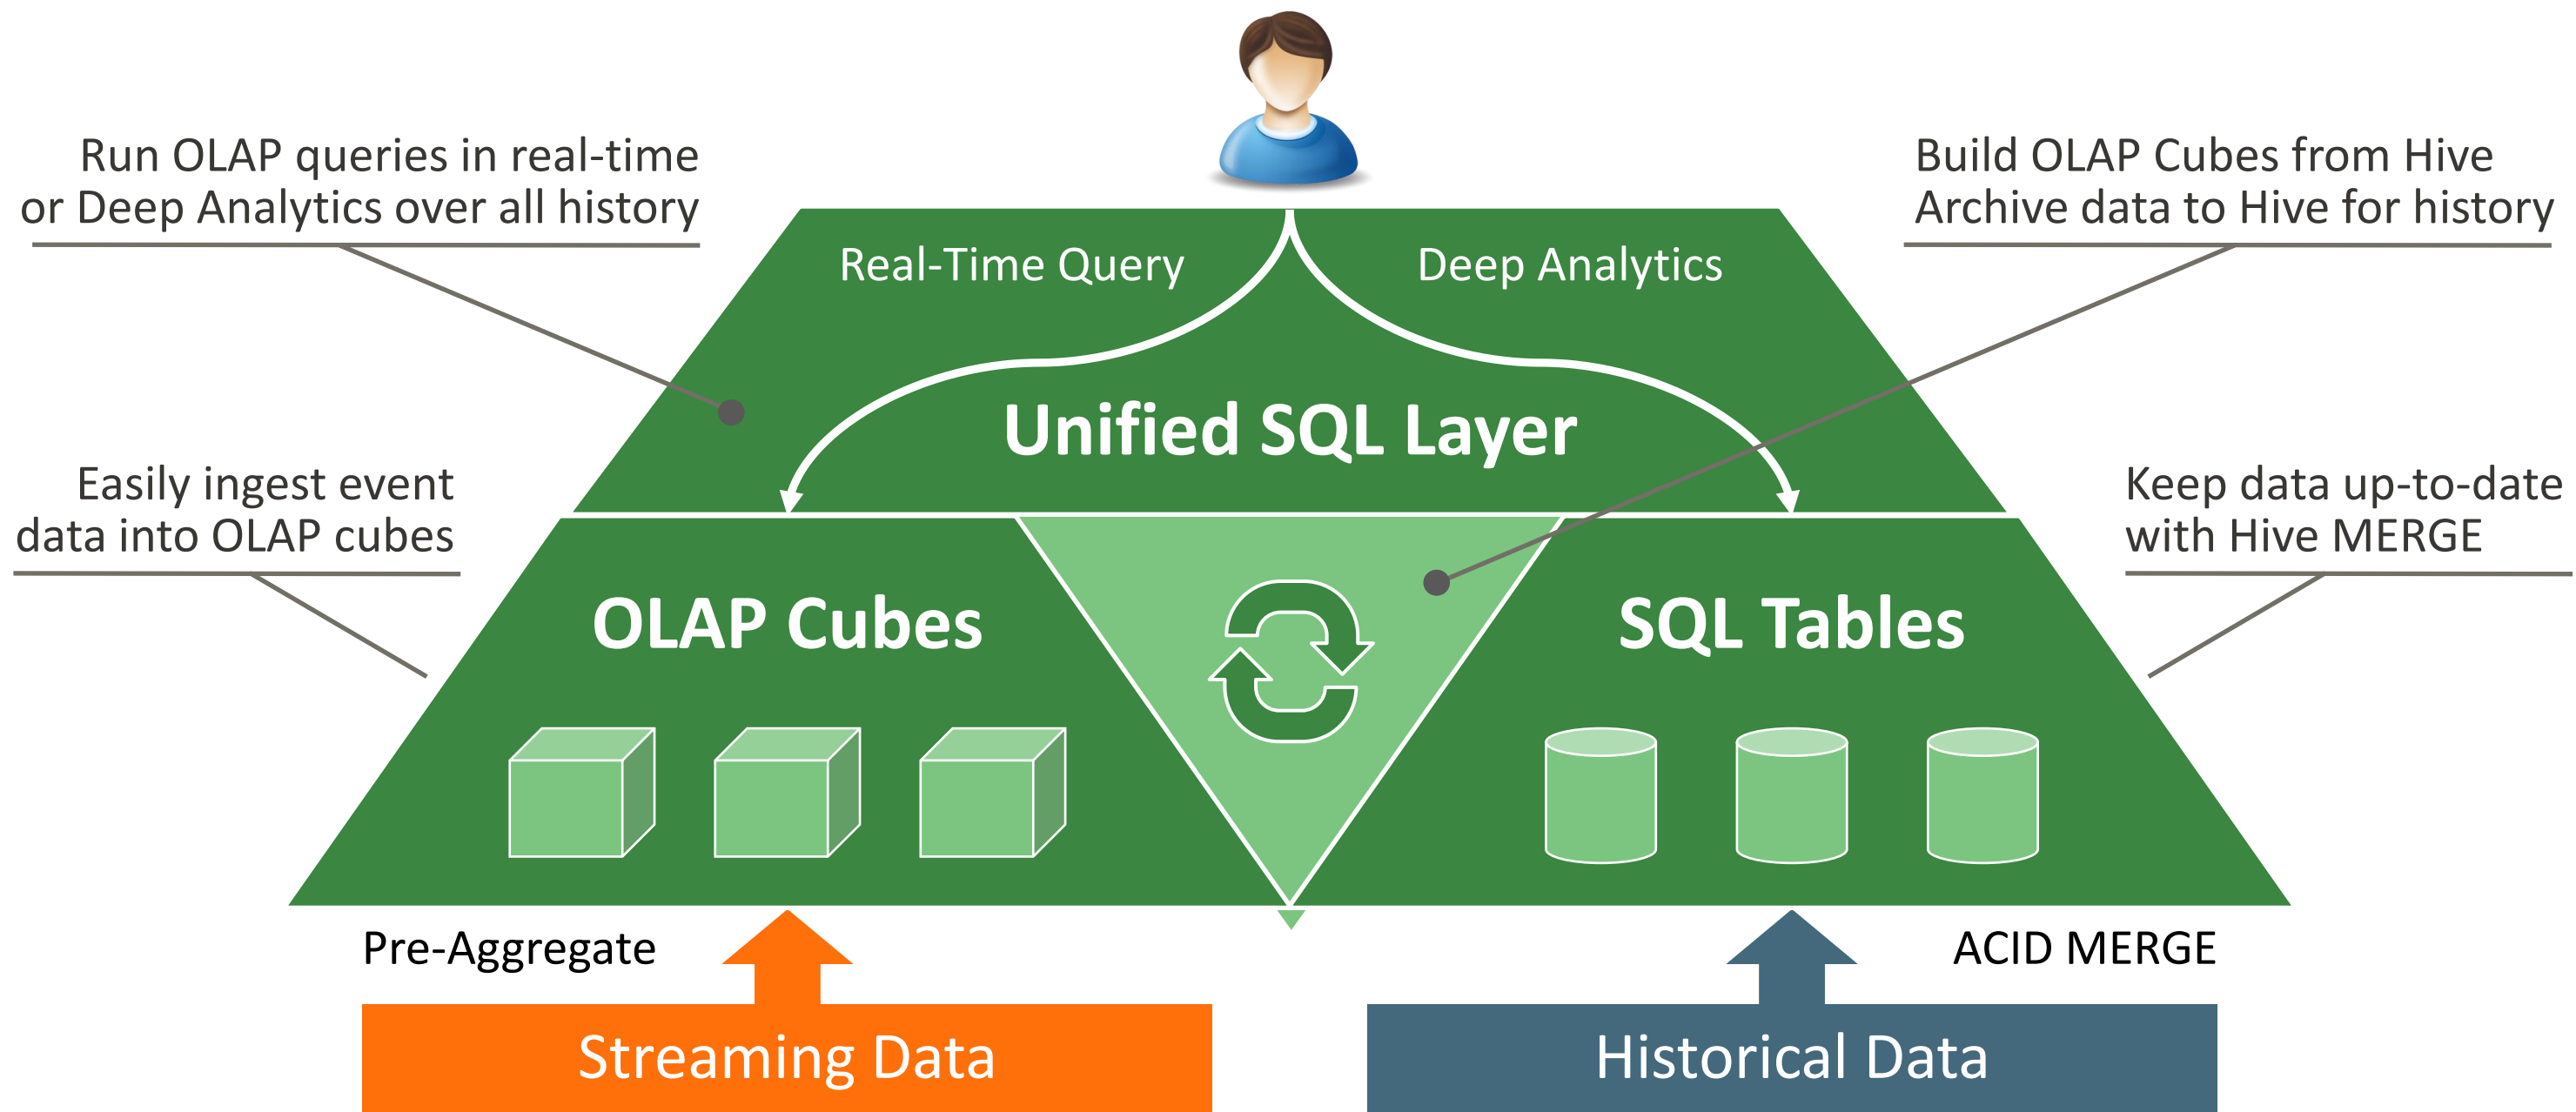 Run OLAP queries in real-time
or Deep Analytics over all history
Build OLAP Cubes from Hive
Archive data to Hive for history
Real-Time Query
Deep Analytics
Unified SQL Layer
Easily ingest event
data into OLAP cubes
Keep data up-to-date
with Hive MERGE
OLAP Cubes
SQL Tables
Pre-Aggregate
ACID MERGE
Streaming Data
Historical Data